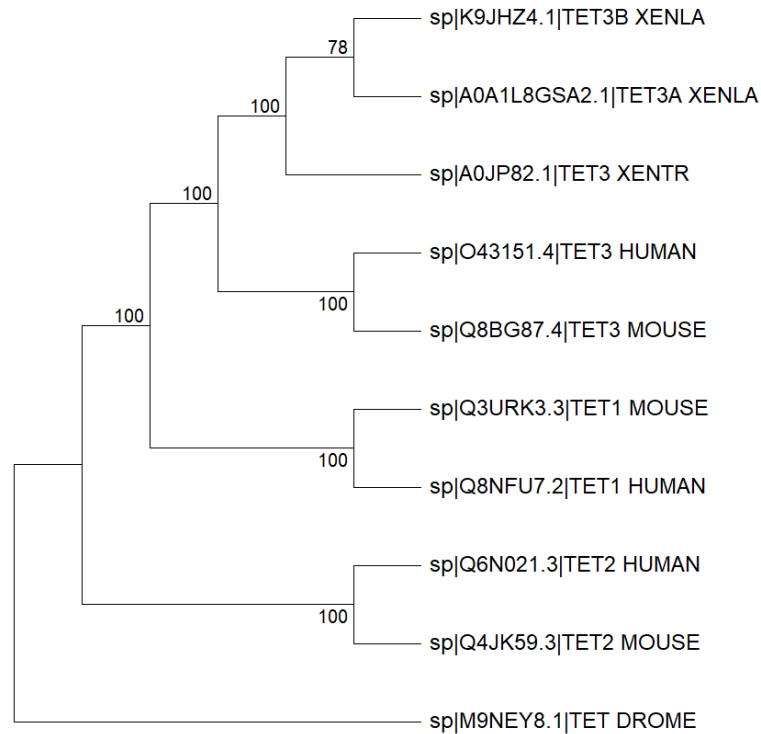 sp|K9JHZ4.1|TET3B XENLA
78
sp|A0A1L8GSA2.1|TET3A XENLA
100
sp|A0JP82.1|TET3 XENTR
100
sp|O43151.4|TET3 HUMAN
100
sp|Q8BG87.4|TET3 MOUSE
100
sp|Q3URK3.3|TET1 MOUSE
100
sp|Q8NFU7.2|TET1 HUMAN
sp|Q6N021.3|TET2 HUMAN
100
sp|Q4JK59.3|TET2 MOUSE
sp|M9NEY8.1|TET DROME